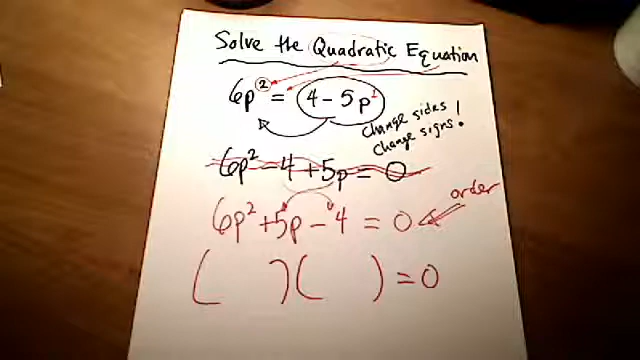 Solve the Quadratic Equation
6p² = 4 - 5p¹
change sides !
change signs !
6p² - 4 + 5p = 0
order
6p² + 5p - 4 = 0
(      )(      ) = 0